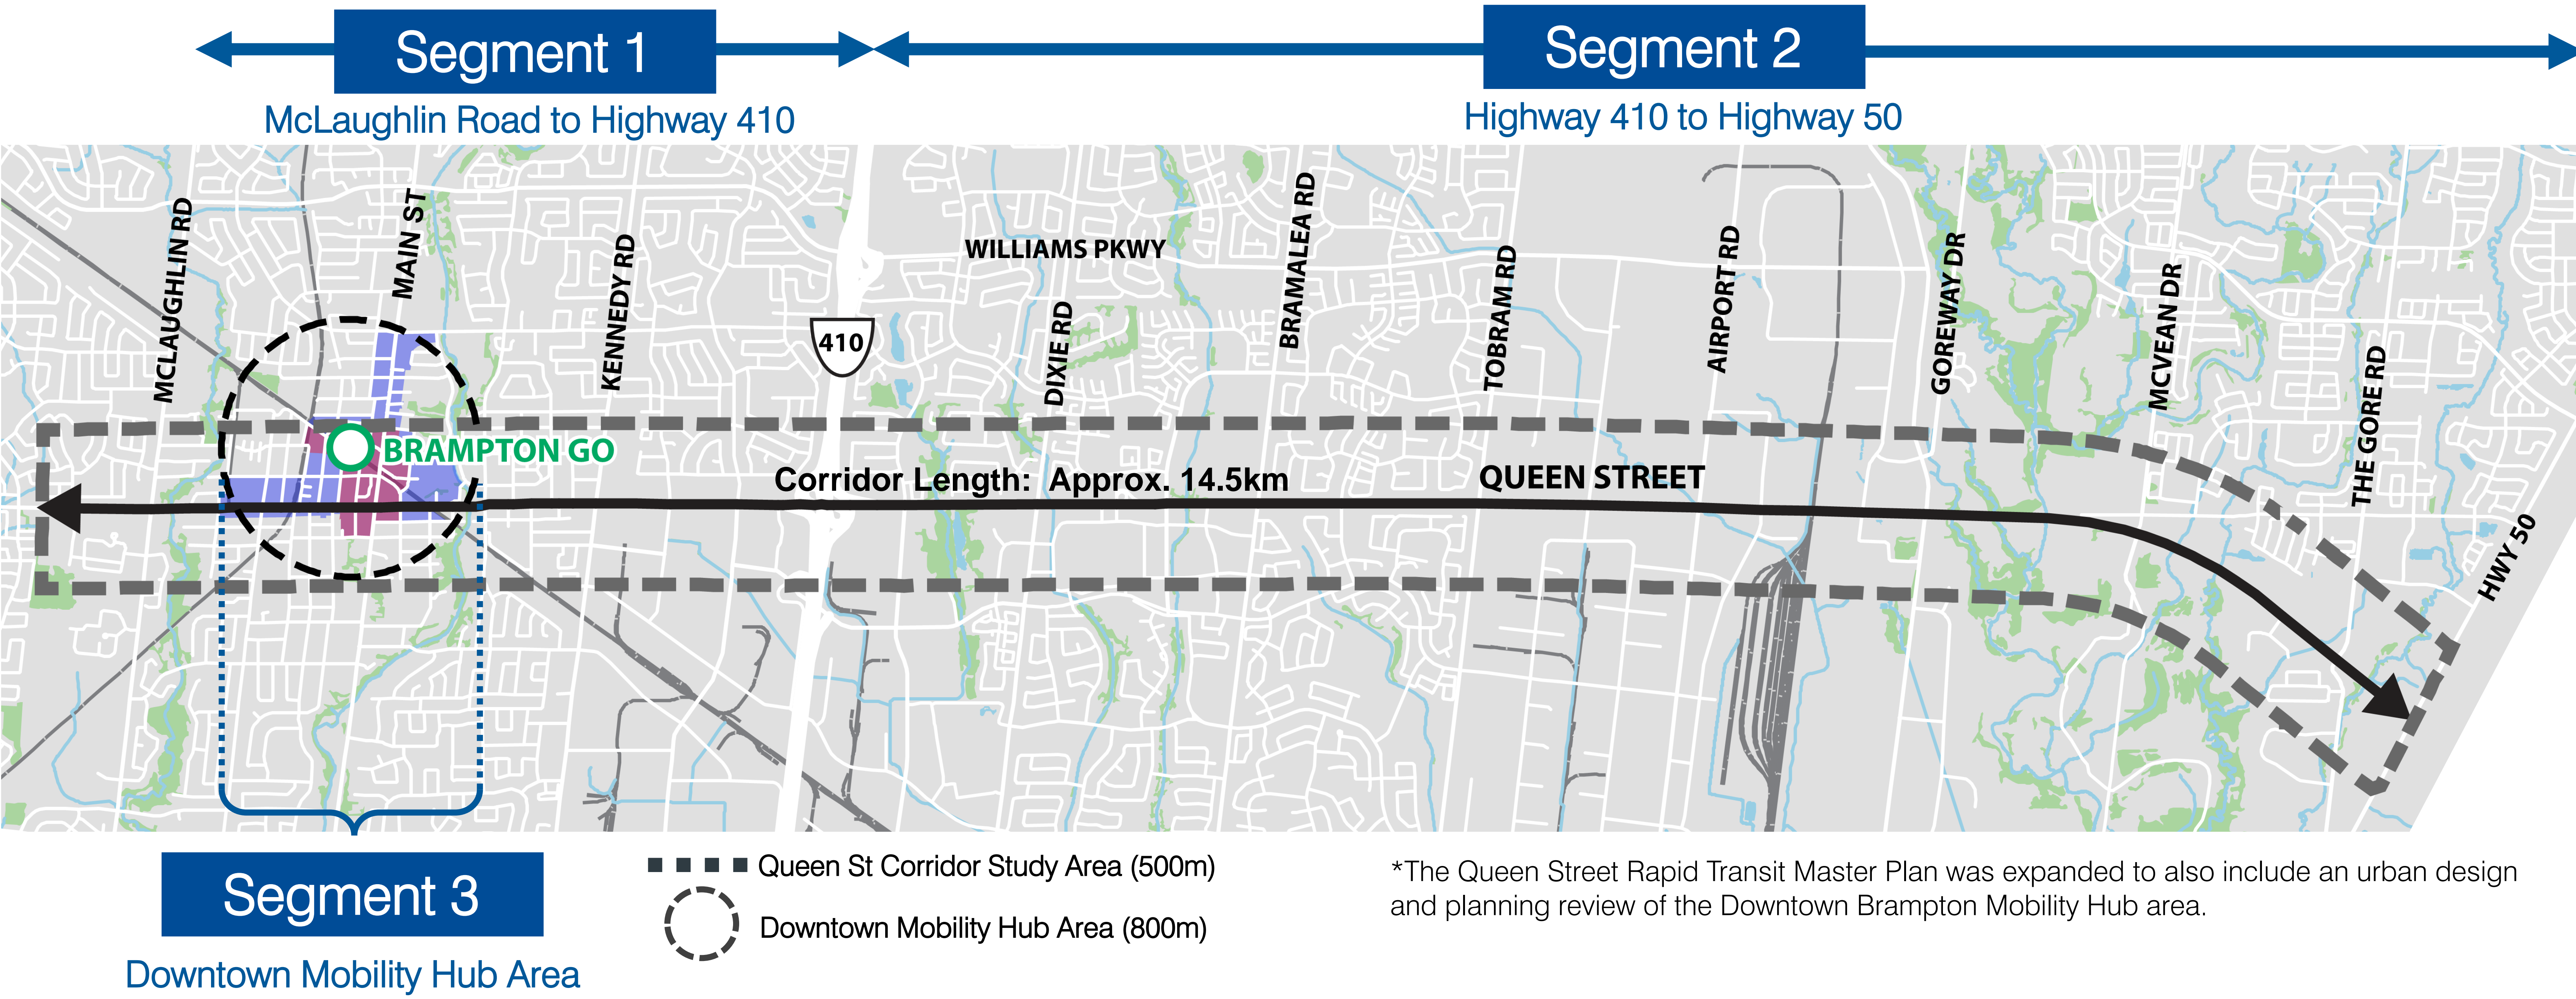 Segment 1
McLaughlin Road to Highway 410
Segment 2
Highway 410 to Highway 50
MCLAUGHLIN RD
MAIN ST
KENNEDY RD
410
WILLIAMS PKWY
DIXIE RD
BRAMALEA RD
TOBRAM RD
AIRPORT RD
GOREWAY DR
MCVEAN DR
THE GORE RD
HWY 50
BRAMPTON GO
Corridor Length: Approx. 14.5km
QUEEN STREET
Segment 3
Downtown Mobility Hub Area
Queen St Corridor Study Area (500m)
Downtown Mobility Hub Area (800m)
*The Queen Street Rapid Transit Master Plan was expanded to also include an urban design
and planning review of the Downtown Brampton Mobility Hub area.